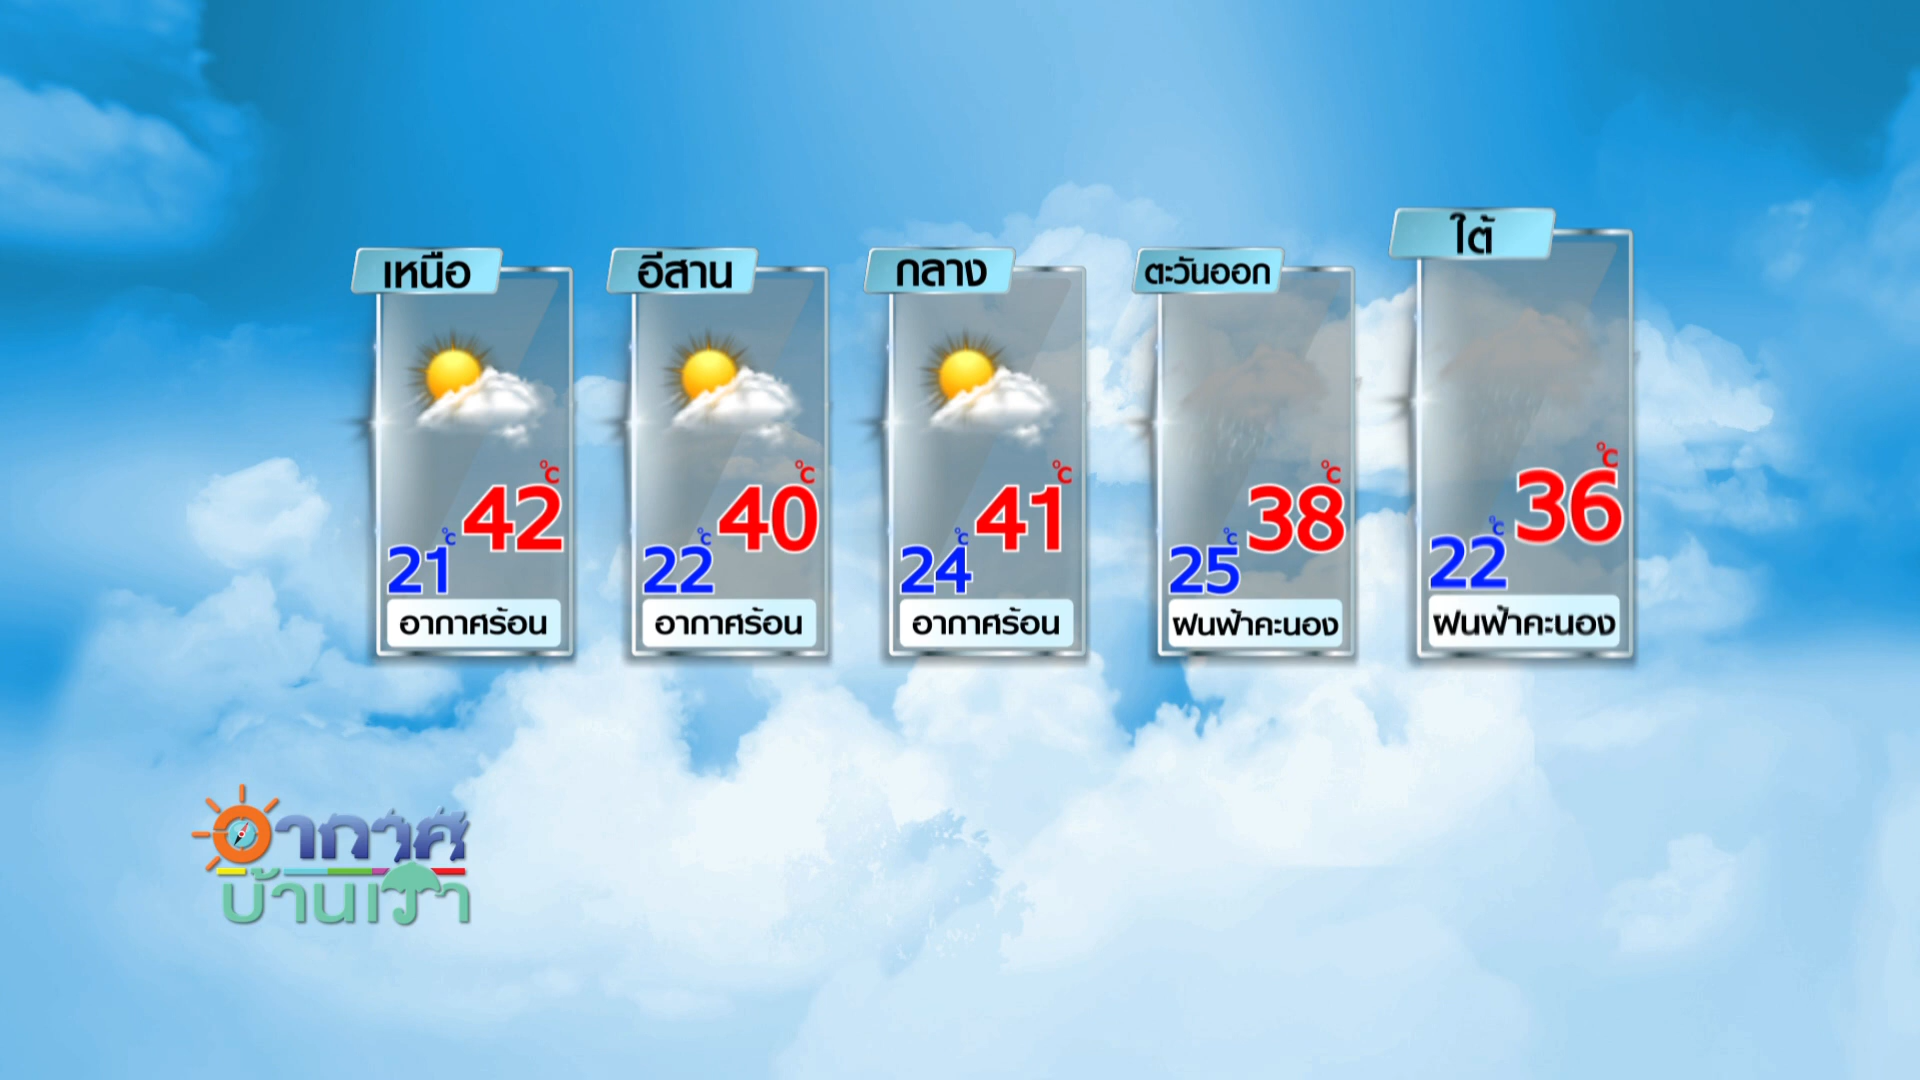 เหนือ
42°C
21°C
อากาศร้อน
อีสาน
40°C
22°C
อากาศร้อน
กลาง
41°C
24°C
อากาศร้อน
ตะวันออก
38°C
25°C
ฝนฟ้าคะนอง
ใต้
36°C
22°C
ฝนฟ้าคะนอง
อากาศ
บ้านเรา